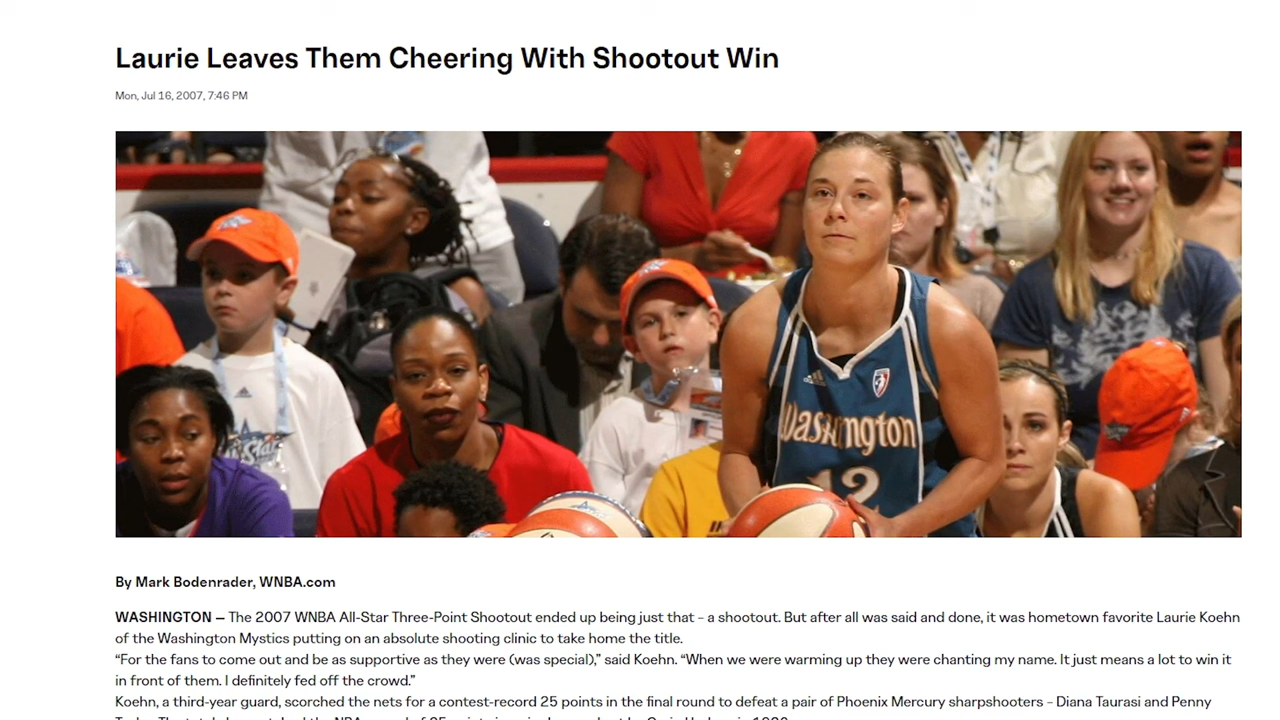 Laurie Leaves Them Cheering With Shootout Win
Mon, Jul 16, 2007, 7:46 PM
Washington
12
By Mark Bodenrader, WNBA.com
WASHINGTON – The 2007 WNBA All-Star Three-Point Shootout ended up being just that – a shootout. But after all was said and done, it was hometown favorite Laurie Koehn
of the Washington Mystics putting on an absolute shooting clinic to take home the title.
“For the fans to come out and be as supportive as they were (was special),” said Koehn. “When we were warming up they were chanting my name. It just means a lot to win it
in front of them. I definitely fed off the crowd.”
Koehn, a third-year guard, scorched the nets for a contest-record 25 points in the final round to defeat a pair of Phoenix Mercury sharpshooters – Diana Taurasi and Penny